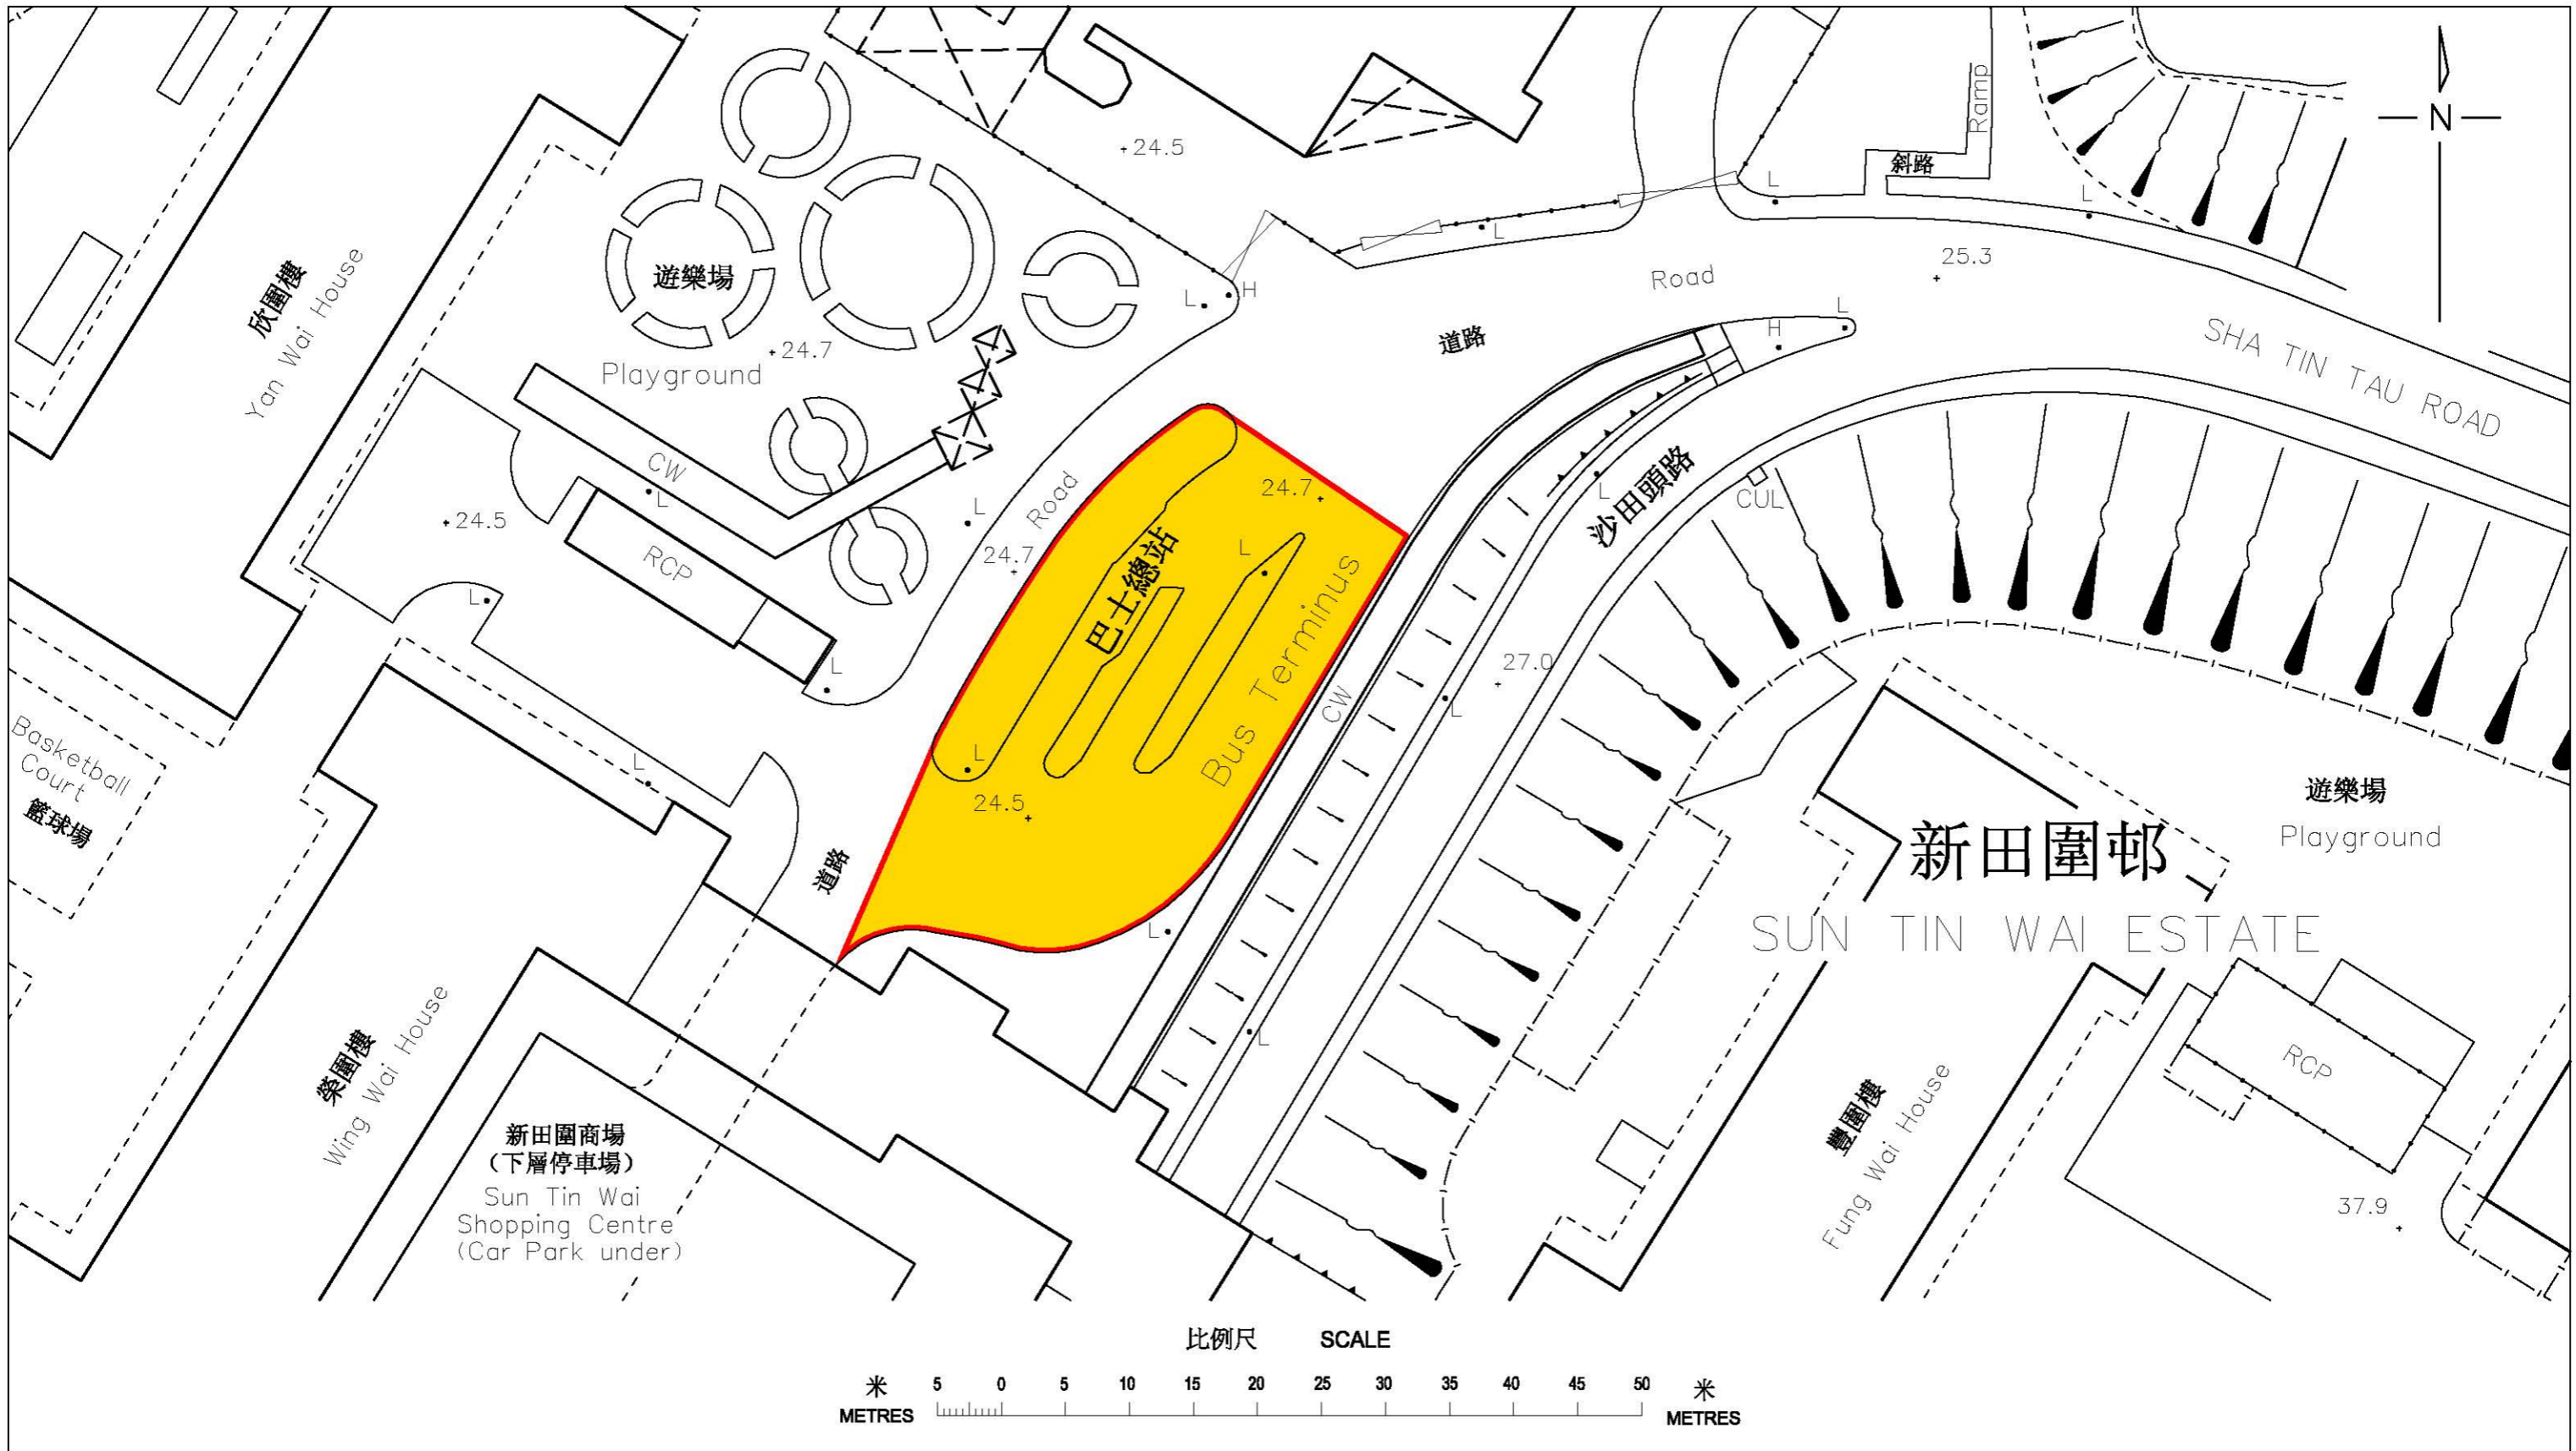 24.5
Ramp
斜路
L
L
L
N
25.3
Road
道路
L
H
L
H
SHA TIN TAU ROAD
沙田頭路
L
CUL
27.0
L
L
欣圍樓
Yan Wai House
遊樂場
24.7
Playground
CW
L
RCP
24.5
L
L
L
L
Road
24.7
道路
24.7
L
巴士總站
Bus Terminus
L
24.5
CW
L
Basketball
Court
籃球場
榮圍樓
Wing Wai House
新田圍商場
(下層停車場)
Sun Tin Wai
Shopping Centre
(Car Park under)
遊樂場
Playground
新田圍邨
SUN TIN WAI ESTATE
豐圍樓
Fung Wai House
RCP
37.9
比例尺 SCALE
米 5 0 5 10 15 20 25 30 35 40 45 50 米
METRES METRES